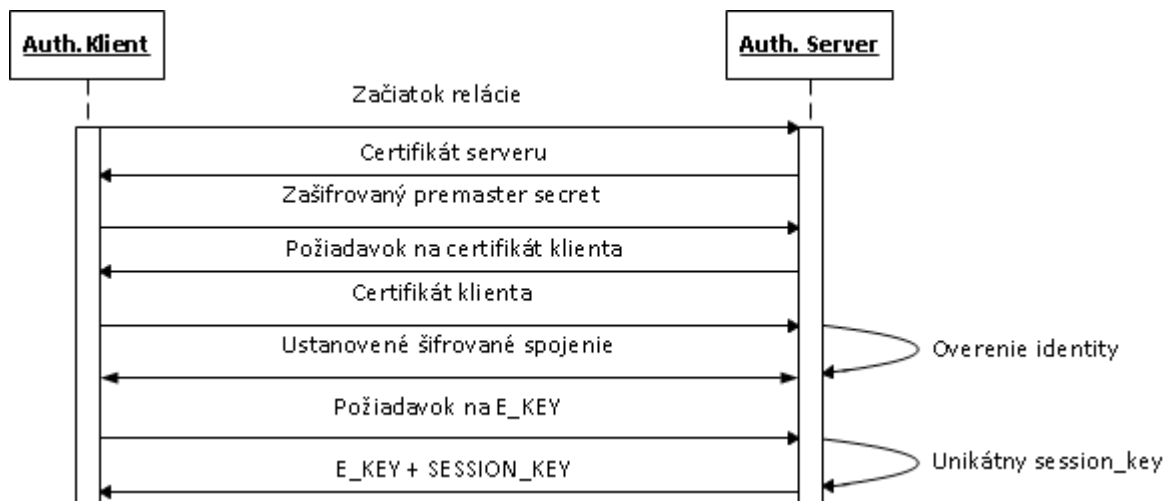 Auth. Klient
Auth. Server
Začiatok relácie
Certifikát serveru
Zašifrovaný premaster secret
Požiadavok na certifikát klienta
Certifikát klienta
Ustanovené šifrované spojenie
Overenie identity
Požiadavok na E_KEY
E_KEY + SESSION_KEY
Unikátny session_key